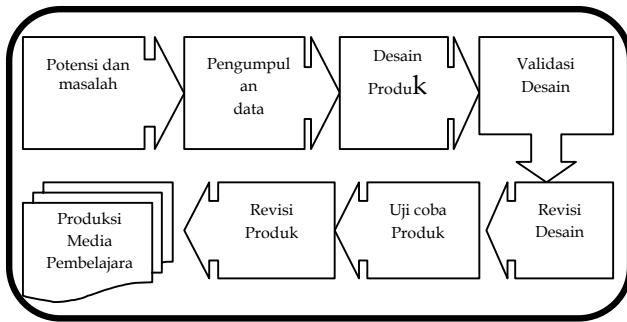 Potensi dan
masalah
Pengumpul
an
data
Desain
Produk
Validasi
Desain
Revisi
Desain
Uji coba
Produk
Revisi
Produk
Produksi
Media
Pembelajara